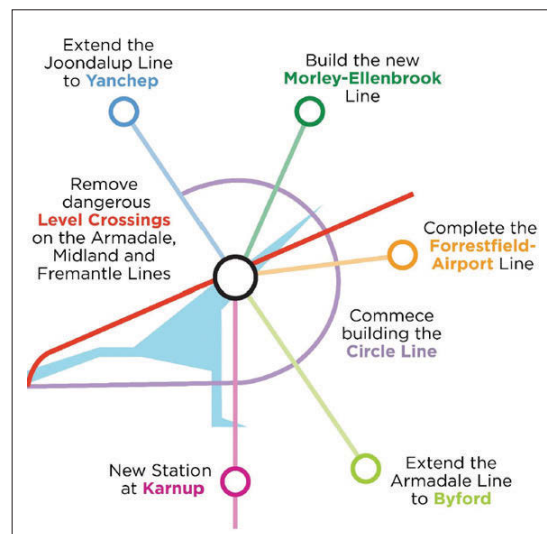 Extend the
Joondalup Line
to Yanchep
Build the new
Morley-Ellenbrook
Line
Remove
dangerous
Level Crossings
on the Armadale,
Midland and
Fremantle Lines
Complete the
Forrestfield-
Airport Line
Commece
building the
Circle Line
New Station
at Karnup
Extend the
Armadale Line
to Byford